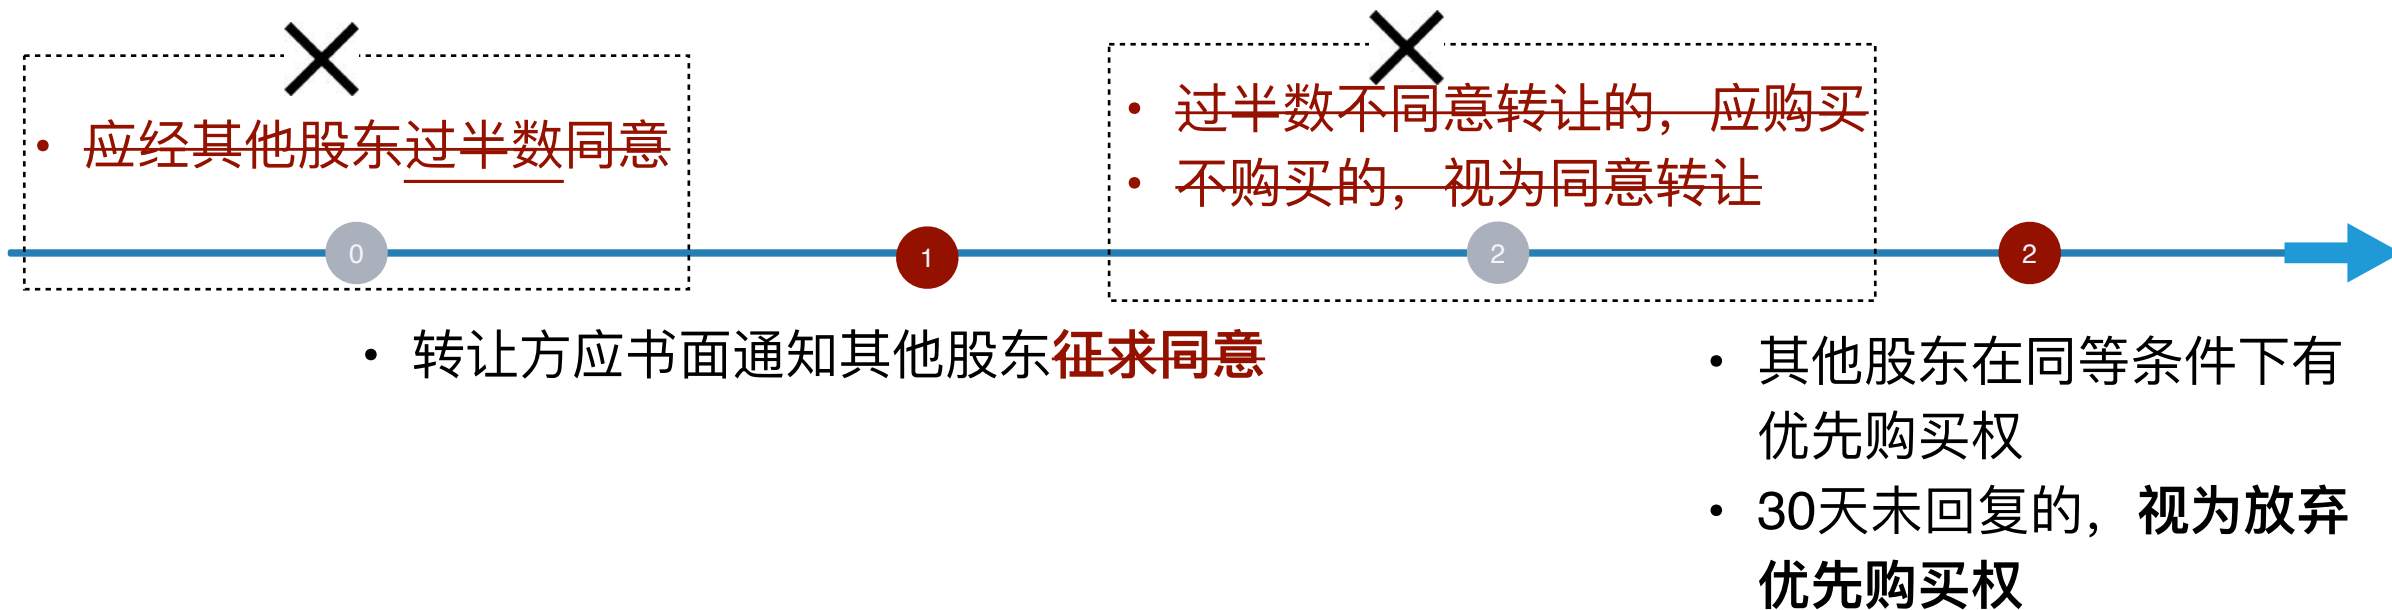 • 应经其他股东过半数同意
• 过半数不同意转让的，应购买
• 不购买的，视为同意转让
0
1
2
2
• 转让方应书面通知其他股东征求同意
• 其他股东在同等条件下有
优先购买权
• 30天未回复的，视为放弃
优先购买权